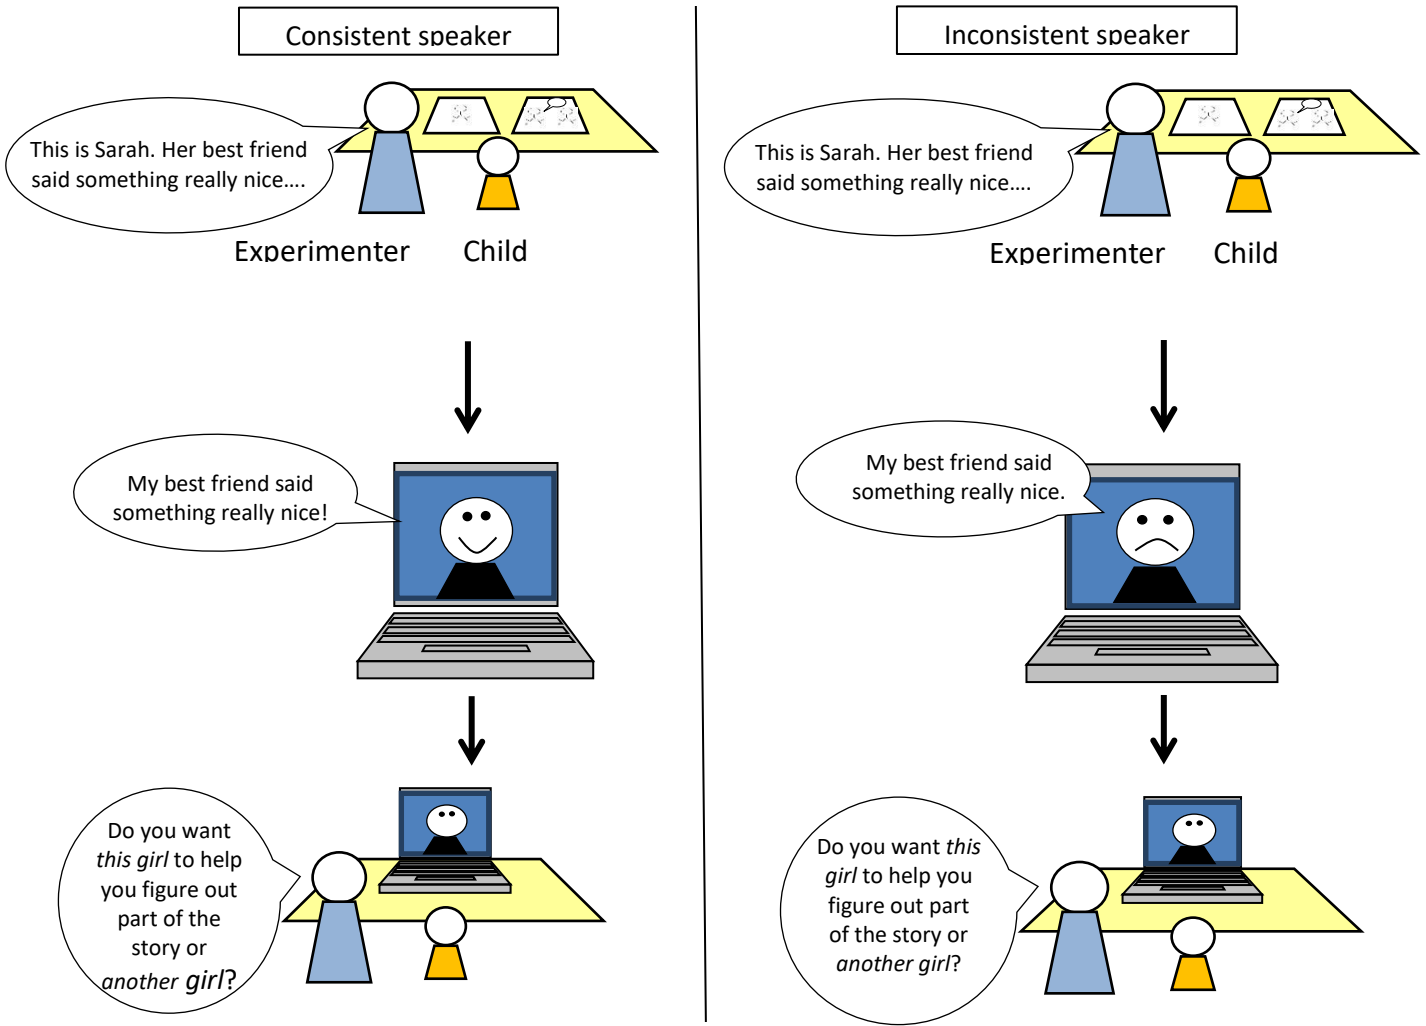 Consistent speaker
This is Sarah. Her best friend
said something really nice….
Experimenter
Child
My best friend said
something really nice!
Do you want
this girl to help
you figure out
part of the
story or
another girl?
Inconsistent speaker
This is Sarah. Her best friend
said something really nice….
Experimenter
Child
My best friend said
something really nice.
Do you want this
girl to help you
figure out part
of the story or
another girl?